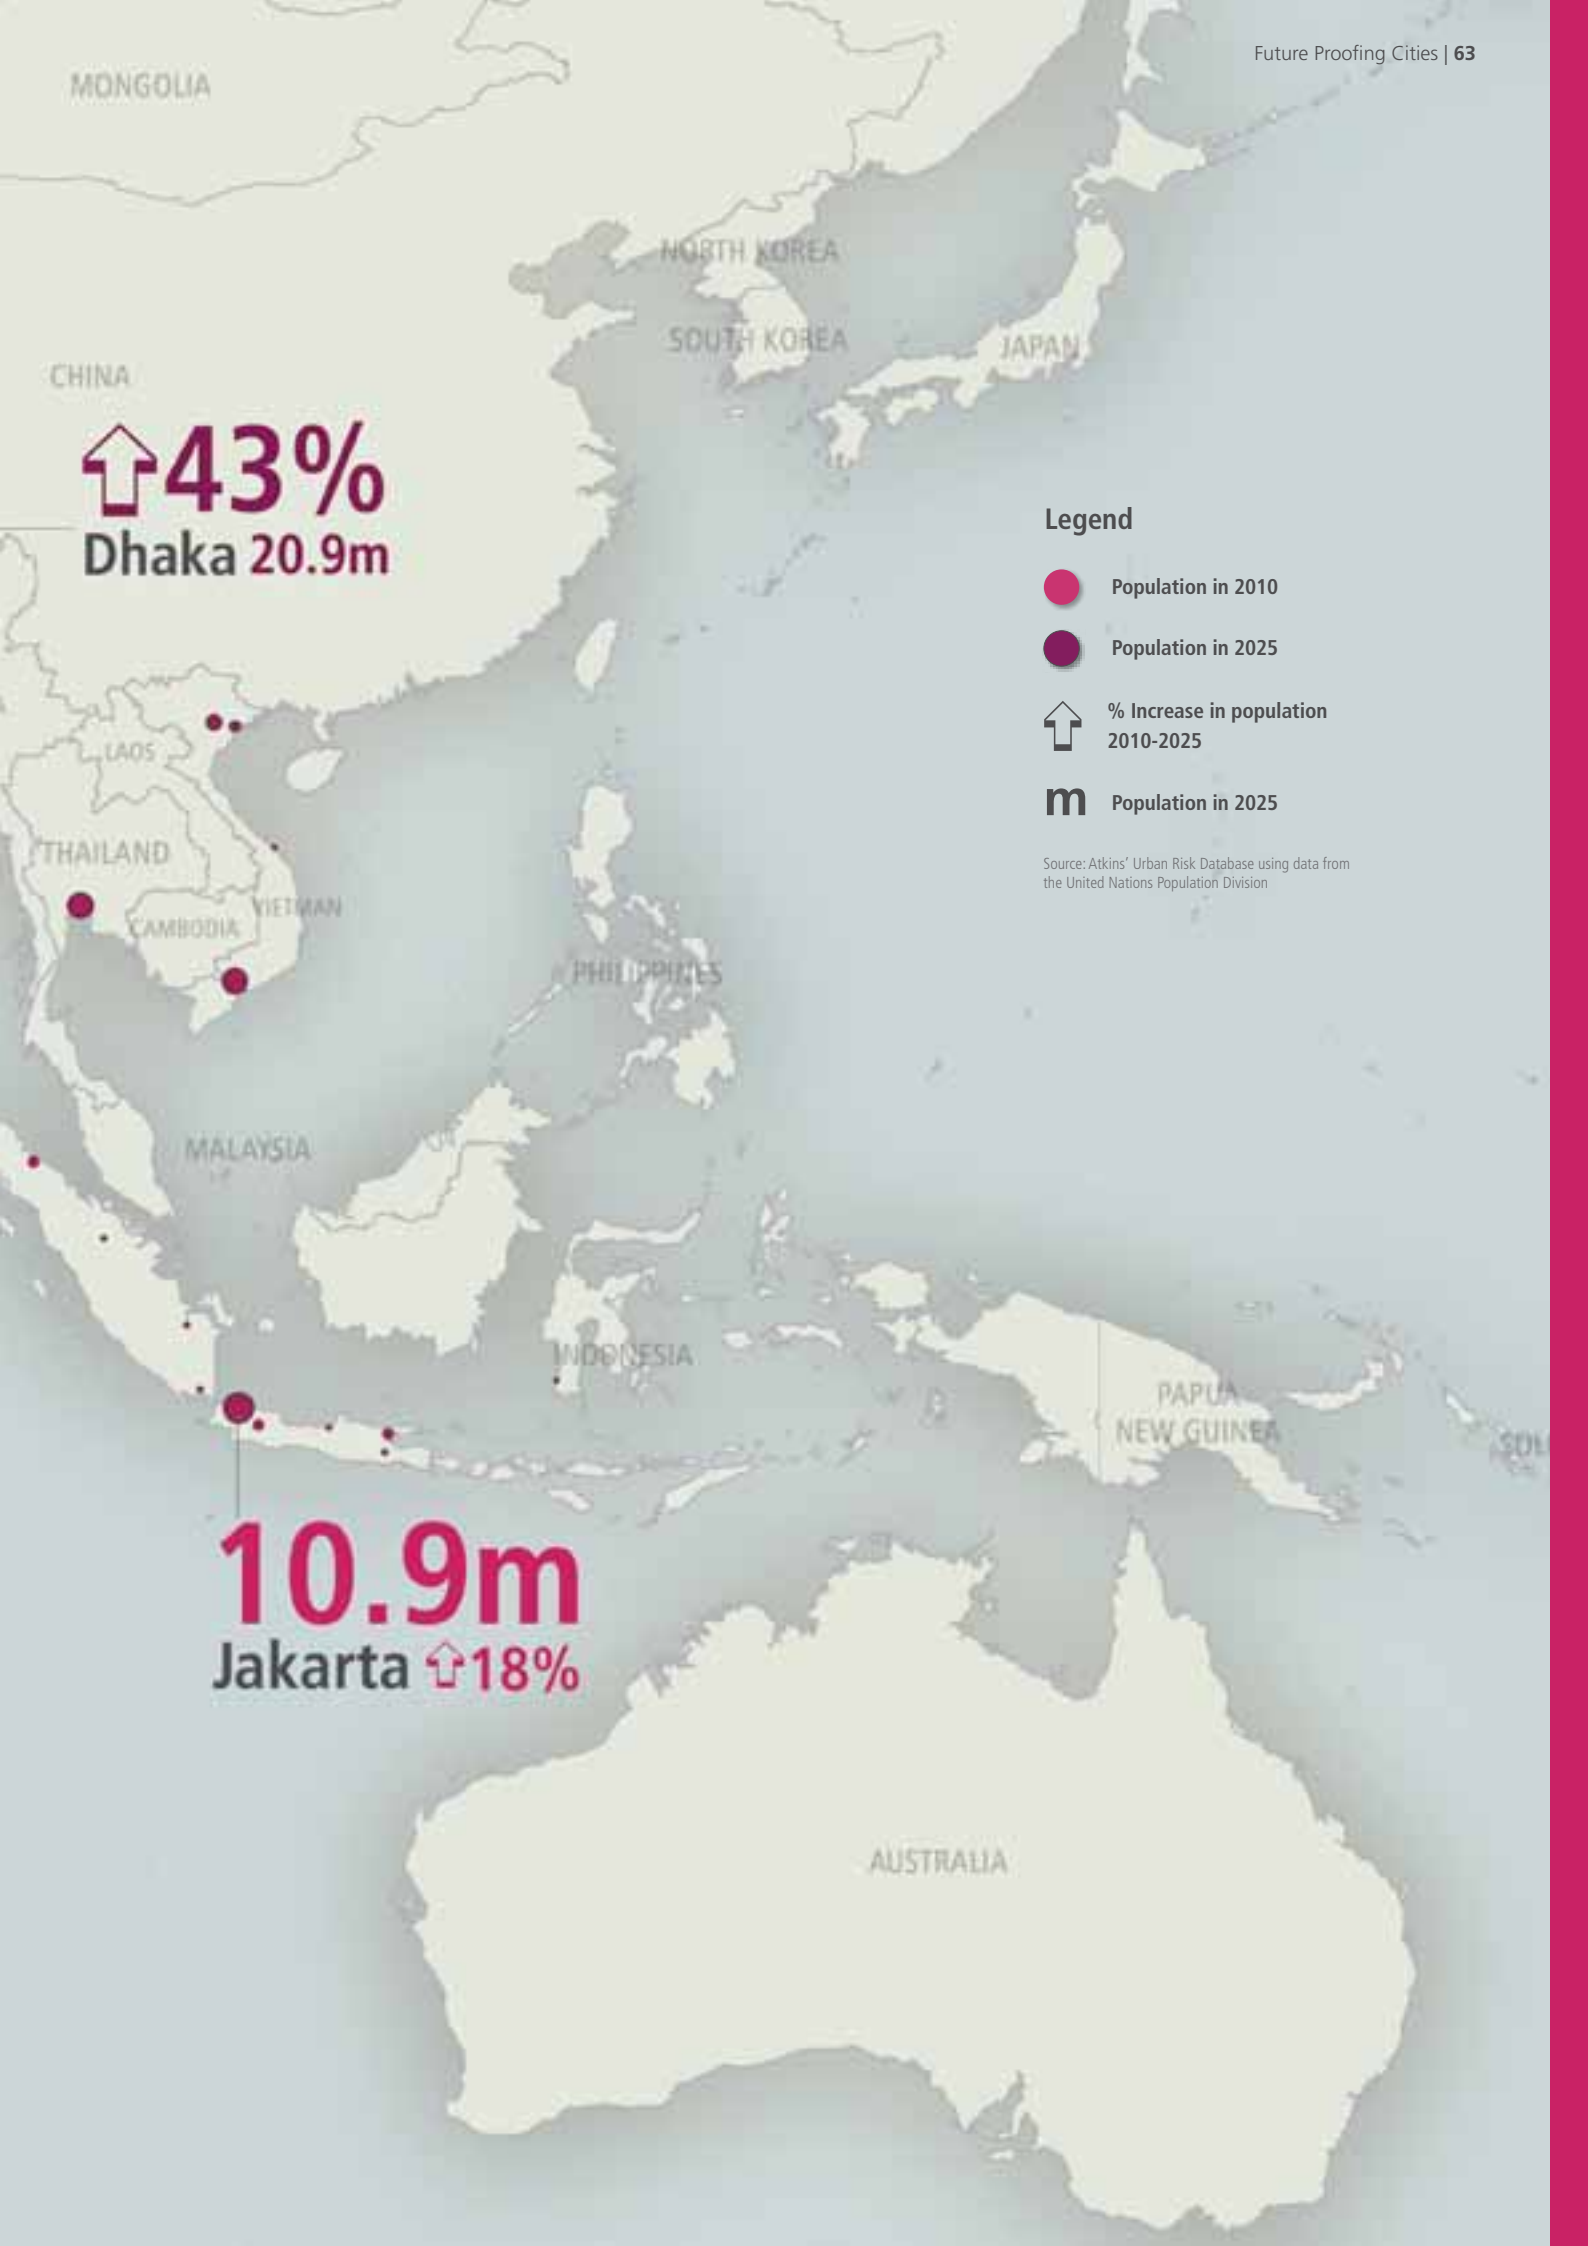 Future Proofing Cities | 63
MONGOLIA
NORTH KOREA
SOUTH KOREA
JAPAN
CHINA
43%
Dhaka 20.9m
Legend
Population in 2010
Population in 2025
% Increase in population
2010-2025
m Population in 2025
Source: Atkins' Urban Risk Database using data from
the United Nations Population Division
LAOS
THAILAND
VIETMAN
CAMBODIA
PHILIPPINES
MALAYSIA
INDONESIA
PAPUA
NEW GUINEA
10.9m
Jakarta 18%
AUSTRALIA